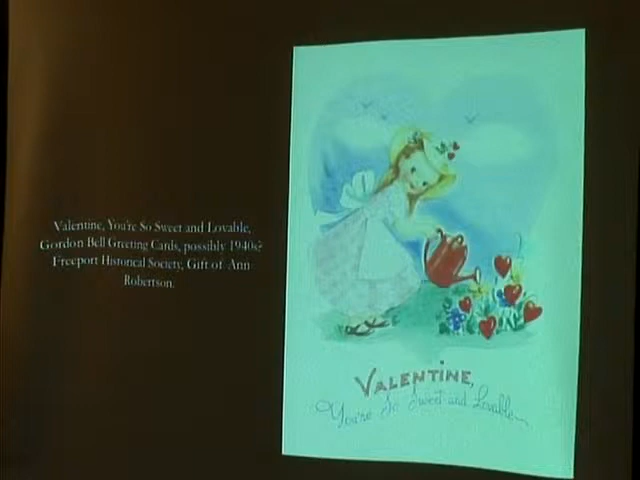 Valentine, You're So Sweet and Lovable,
Gordon Bell Greeting Cards, possibly 1940s?
Freeport Historical Society, Gift of Ann
Robertson.
VALENTINE,
You're So Sweet and Lovable